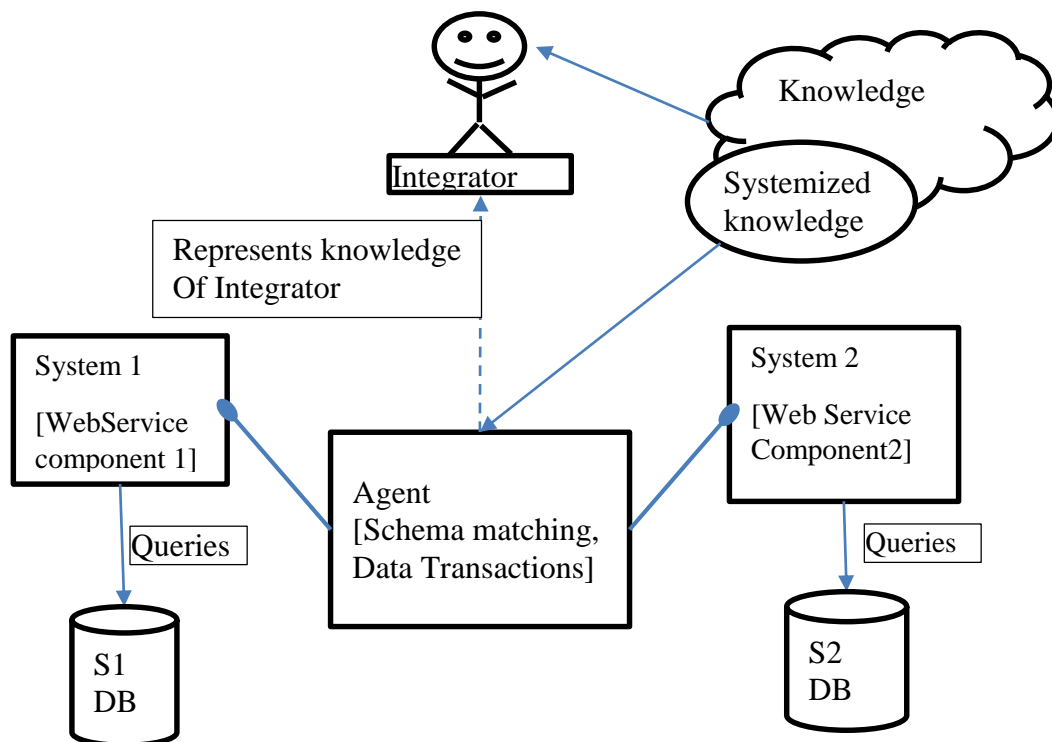 Knowledge
Integrator
Systemized
knowledge
Represents knowledge
Of Integrator
System 1
[WebService
component 1]
System 2
[Web Service
Component2]
Agent
[Schema matching,
Data Transactions]
Queries
Queries
S1
DB
S2
DB